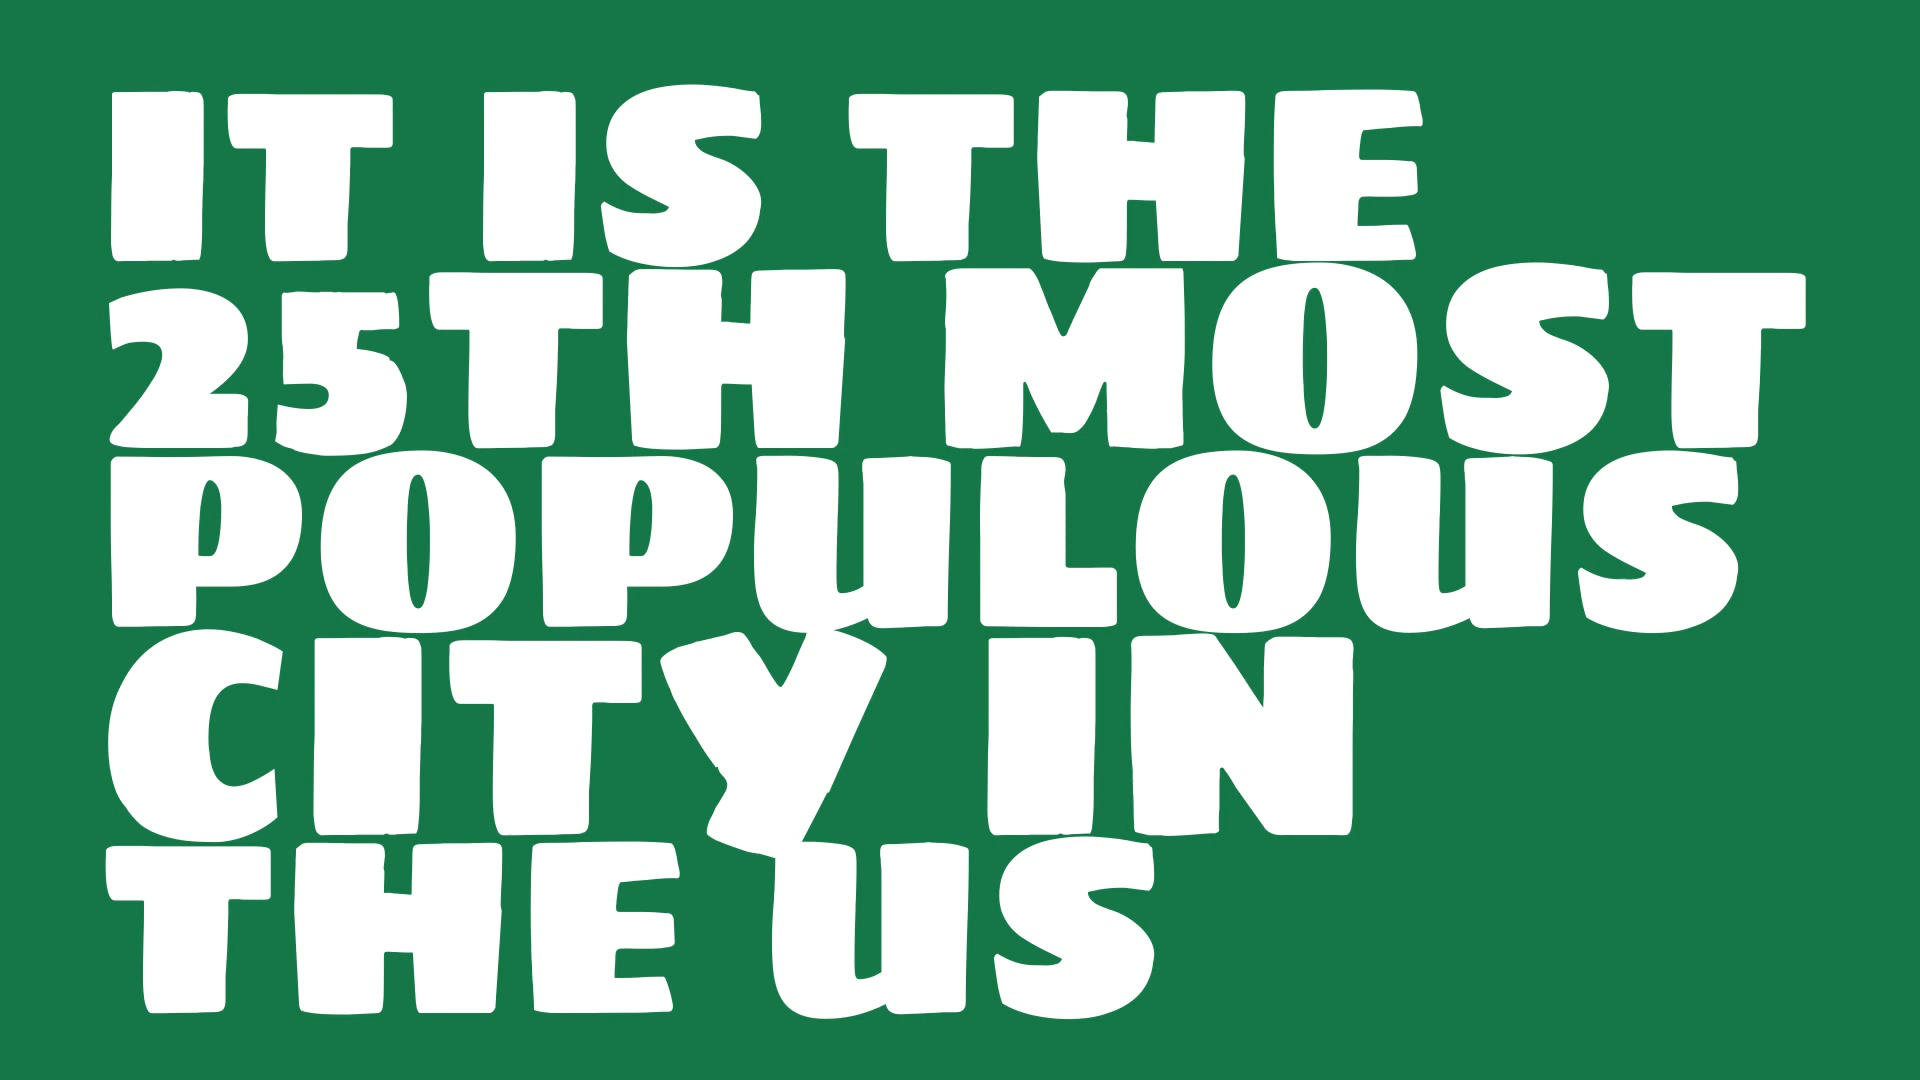 IT IS THE
25TH MOST
POPULOUS
CITY IN
THE US